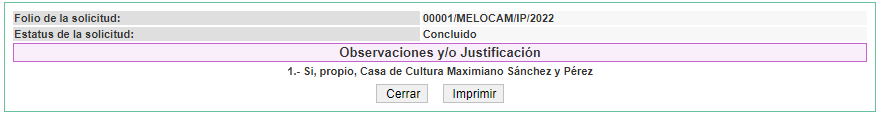 Folio de la solicitud: 00001/MELOCAM/IP/2022
Estatus de la solicitud: Concluido
Observaciones y/o Justificación
1.- Si, propio, Casa de Cultura Maximiano Sánchez y Pérez
Cerrar Imprimir